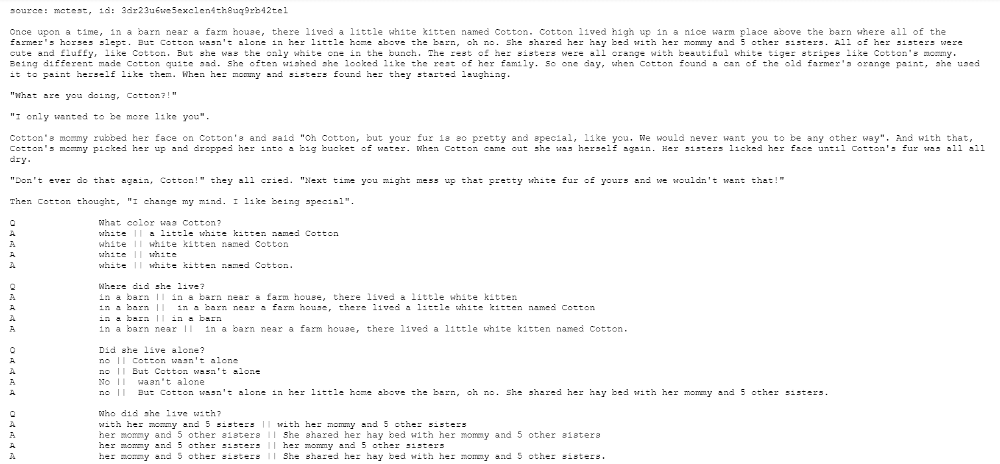 source: mctest, id: 3dr23u6we5exclen4th8uq9rb42tel
Once upon a time, in a barn near a farm house, there lived a little white kitten named Cotton. Cotton lived high up in a nice warm place above the barn where all of the
farmer's horses slept. But Cotton wasn't alone in her little home above the barn, oh no. She shared her hay bed with her mommy and 5 other sisters. All of her sisters were
cute and fluffy, like Cotton. But she was the only white one in the bunch. The rest of her sisters were all orange with beautiful white tiger stripes like Cotton's mommy.
Being different made Cotton quite sad. She often wished she looked like the rest of her family. So one day, when Cotton found a can of the old farmer's orange paint, she used
it to paint herself like them. When her mommy and sisters found her they started laughing.
"What are you doing, Cotton?!"
"I only wanted to be more like you".
Cotton's mommy rubbed her face on Cotton's and said "Oh Cotton, but your fur is so pretty and special, like you. We would never want you to be any other way". And with that,
Cotton's mommy picked her up and dropped her into a big bucket of water. When Cotton came out she was herself again. Her sisters licked her face until Cotton's fur was all all
dry.
"Don't ever do that again, Cotton!" they all cried. "Next time you might mess up that pretty white fur of yours and we wouldn't want that!"
Then Cotton thought, "I change my mind. I like being special".
Q What color was Cotton?
A white || a little white kitten named Cotton
A white || white kitten named Cotton
A white || white
A white || white kitten named Cotton.
Q Where did she live?
A in a barn || in a barn near a farm house, there lived a little white kitten
A in a barn || in a barn near a farm house, there lived a little white kitten named Cotton
A in a barn || in a barn
A in a barn near || in a barn near a farm house, there lived a little white kitten named Cotton.
Q Did she live alone?
A no || Cotton wasn't alone
A no || But Cotton wasn't alone
A No || wasn't alone
A no || But Cotton wasn't alone in her little home above the barn, oh no. She shared her hay bed with her mommy and 5 other sisters.
Q Who did she live with?
A with her mommy and 5 sisters || with her mommy and 5 other sisters
A her mommy and 5 other sisters || She shared her hay bed with her mommy and 5 other sisters
A her mommy and 5 other sisters || her mommy and 5 other sisters
A her mommy and 5 other sisters || She shared her hay bed with her mommy and 5 other sisters.